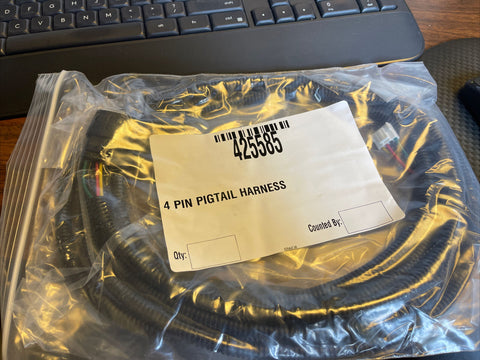 425585
4 PIN PIGTAIL HARNESS
Qty:
Counted By: